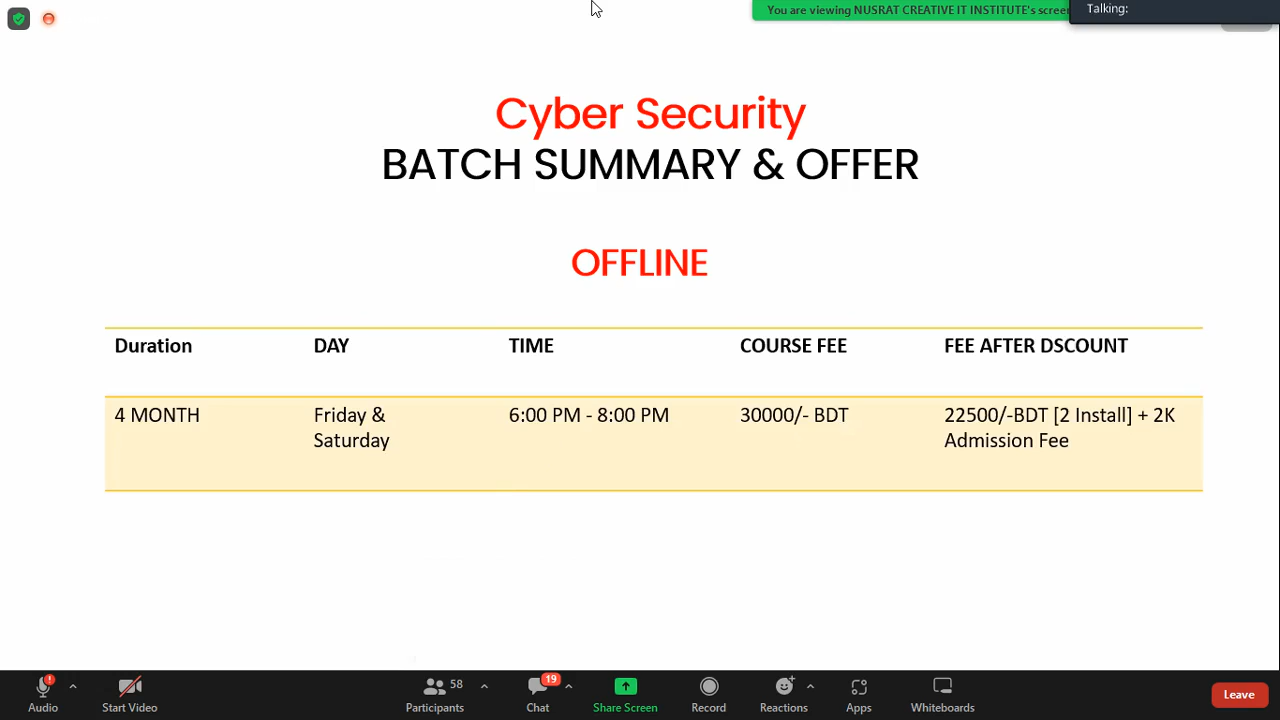 You are viewing NUSRAT CREATIVE IT INSTITUTE's screen
Talking:
Cyber Security
BATCH SUMMARY & OFFER
OFFLINE
Duration DAY TIME COURSE FEE FEE AFTER DSCOUNT
4 MONTH Friday & 6:00 PM - 8:00 PM 30000/- BDT 22500/-BDT [2 Install] + 2K
Saturday Admission Fee
58 19
Audio Start Video Participants Chat Share Screen Record Reactions Apps Whiteboards Leave